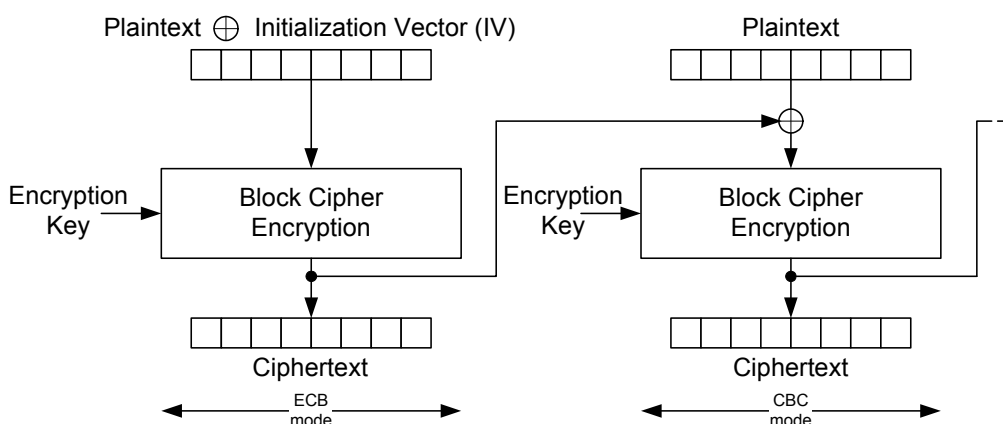 Plaintext ⊕ Initialization Vector (IV)
Plaintext
Encryption
Key
Block Cipher
Encryption
Encryption
Key
Block Cipher
Encryption
Ciphertext
Ciphertext
ECB
mode
CBC
mode